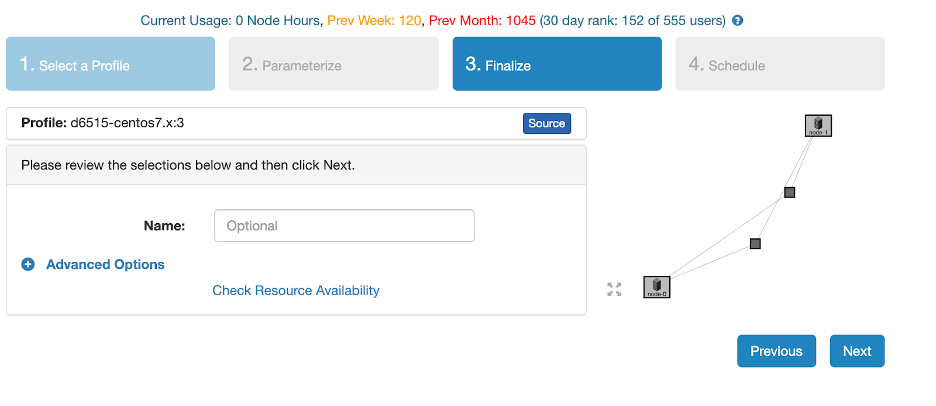 Current Usage: 0 Node Hours, Prev Week: 120, Prev Month: 1045 (30 day rank: 152 of 555 users) ?
1. Select a Profile
2. Parameterize
3. Finalize
4. Schedule
Profile: d6515-centos7.x:3
Source
Please review the selections below and then click Next.
Name:
Optional
Advanced Options
Check Resource Availability
node-1
node-0
Previous
Next